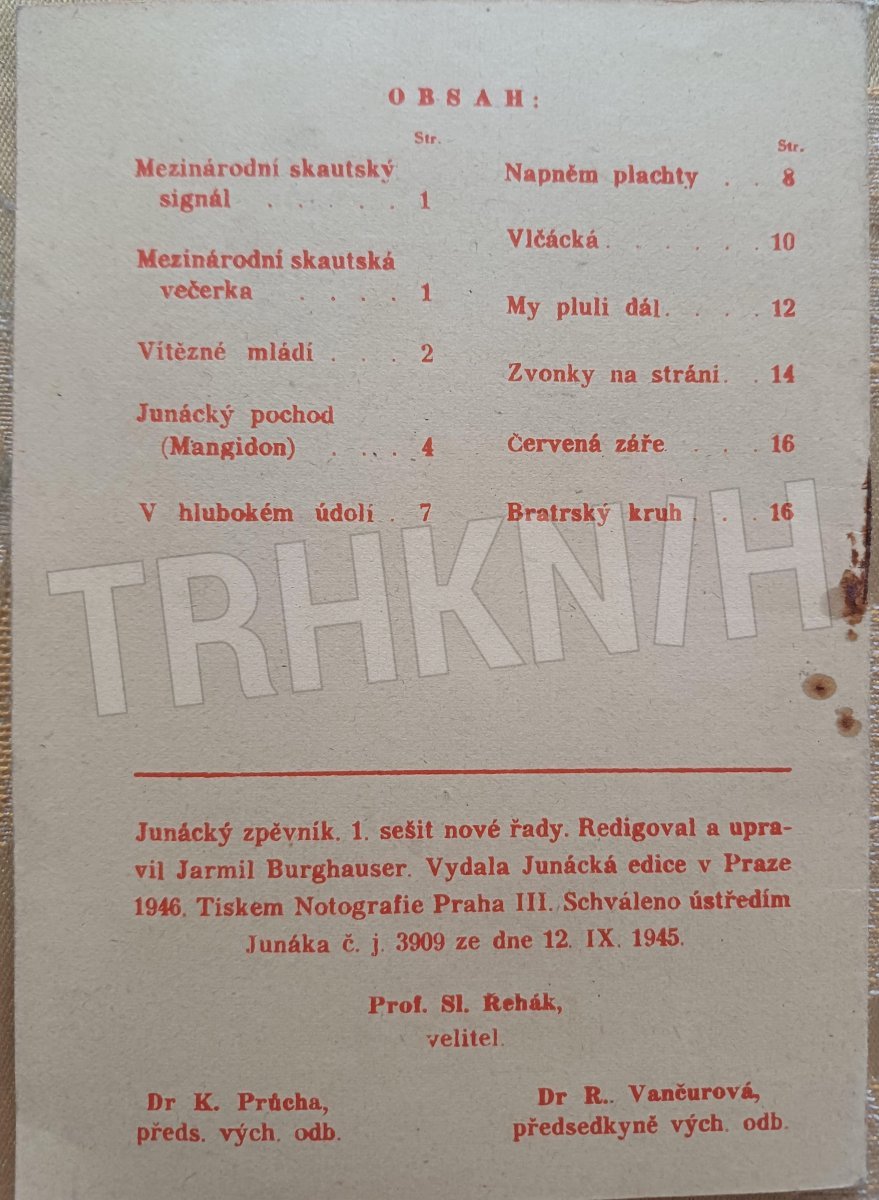 OBSAH:
Str.
Mezinárodní skautský
signál . . . . . 1
Mezinárodní skautská
večerka . . . . 1
Vítězné mládí . . . 2
Junácký pochod
(Mangidon) . . . . 4
V hlubokém údolí . 7
Str.
Napněm plachty . . 8
Vlčácká . . . . . . 10
My pluli dál . . . . 12
Zvonky na stráni . . 14
Červená záře . . . . 16
Bratrský kruh . . . 16
TRHKNIH
Junácký zpěvník. 1. sešit nové řady. Redigoval a upra-
vil Jarmil Burghauser. Vydala Junácká edice v Praze
1946. Tiskem Notografie Praha III. Schváleno ústředím
Junáka č. j. 3909 ze dne 12. IX. 1945.
Prof. Sl. Řehák,
velitel.
Dr K. Průcha,
předs. vých. odb.
Dr R.. Vančurová,
předsedkyně vých. odb.